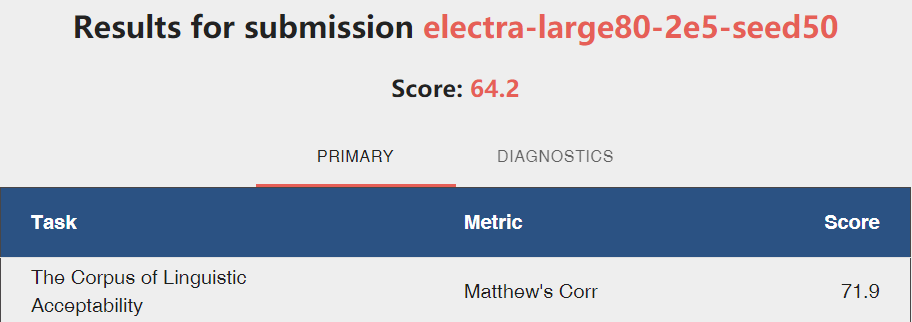 Results for submission electra-large80-2e5-seed50
Score: 64.2
PRIMARY DIAGNOSTICS
Task Metric Score
The Corpus of Linguistic
Acceptability Matthew's Corr 71.9